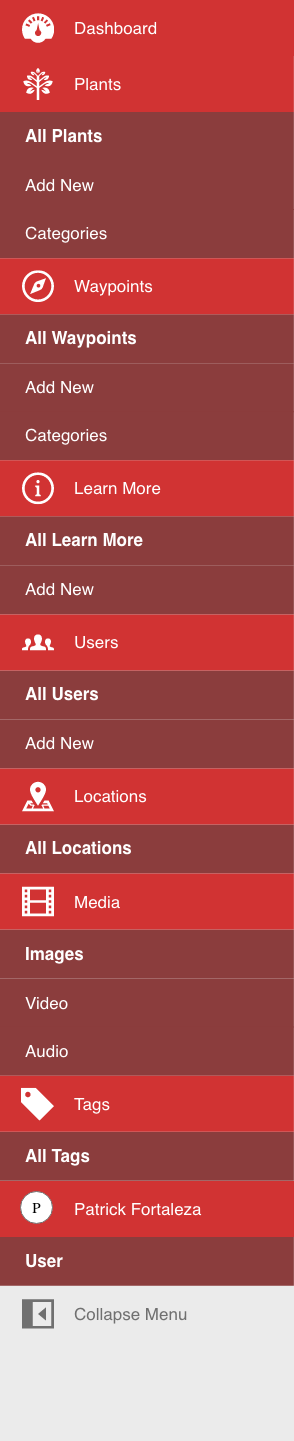 Dashboard
Plants
All Plants
Add New
Categories
Waypoints
All Waypoints
Add New
Categories
Learn More
All Learn More
Add New
Users
All Users
Add New
Locations
All Locations
Media
Images
Video
Audio
Tags
All Tags
P Patrick Fortaleza
User
Collapse Menu